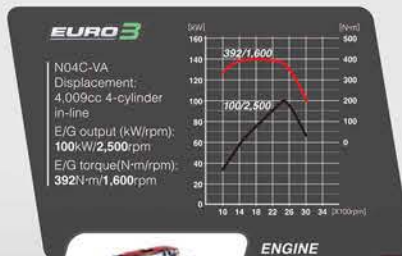 EURO 3
N04C-VA
Displacement:
4,009cc 4-cylinder
in-line
E/G output (kW/rpm):
100kW/2,500rpm
E/G torque(N·m/rpm):
392N·m/1,600rpm
[kW]
[N·m]
160
140
120
100
80
60
40
20
0
500
400
300
200
100
0
392/1,600
100/2,500
10 14 18 22 26 30 34 [X100rpm]
ENGINE